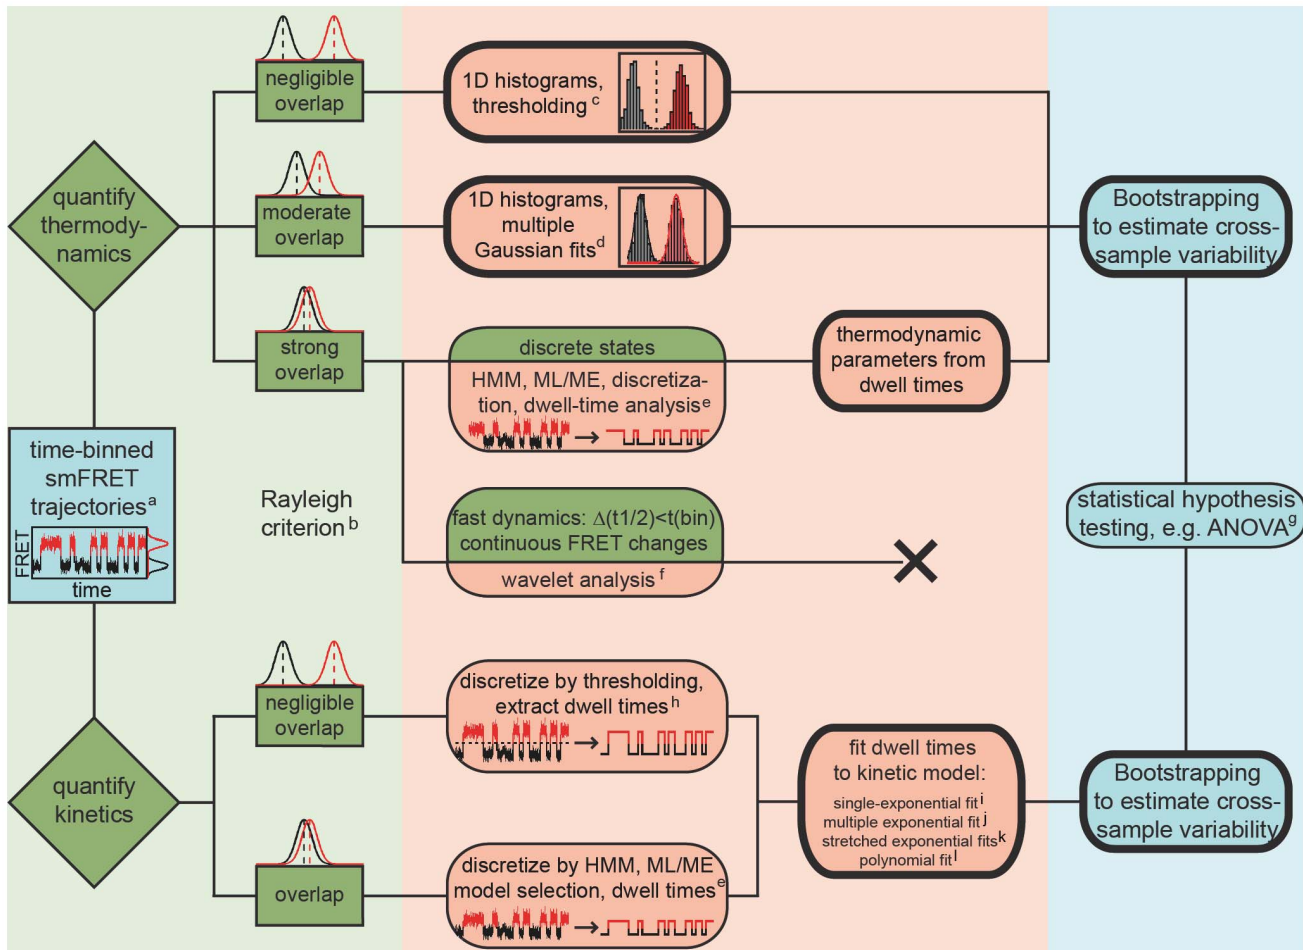 negligible
overlap
1D histograms,
thresholding c
quantify
thermody-
namics
moderate
overlap
1D histograms,
multiple
Gaussian fits d
Bootstrapping
to estimate cross-
sample variability
strong
overlap
discrete states
HMM, ML/ME, discretiza-
tion, dwell-time analysis e
thermodynamic
parameters from
dwell times
time-binned
smFRET
trajectories a
FRET
time
Rayleigh
criterion b
fast dynamics: Δ(t1/2)<t(bin)
continuous FRET changes
wavelet analysis f
statistical hypothesis
testing, e.g. ANOVA g
negligible
overlap
discretize by thresholding,
extract dwell times h
quantify
kinetics
fit dwell times
to kinetic model:
single-exponential fit i
multiple exponential fit j
stretched exponential fits k
polynomial fit l
Bootstrapping
to estimate cross-
sample variability
overlap
discretize by HMM, ML/ME
model selection, dwell times e